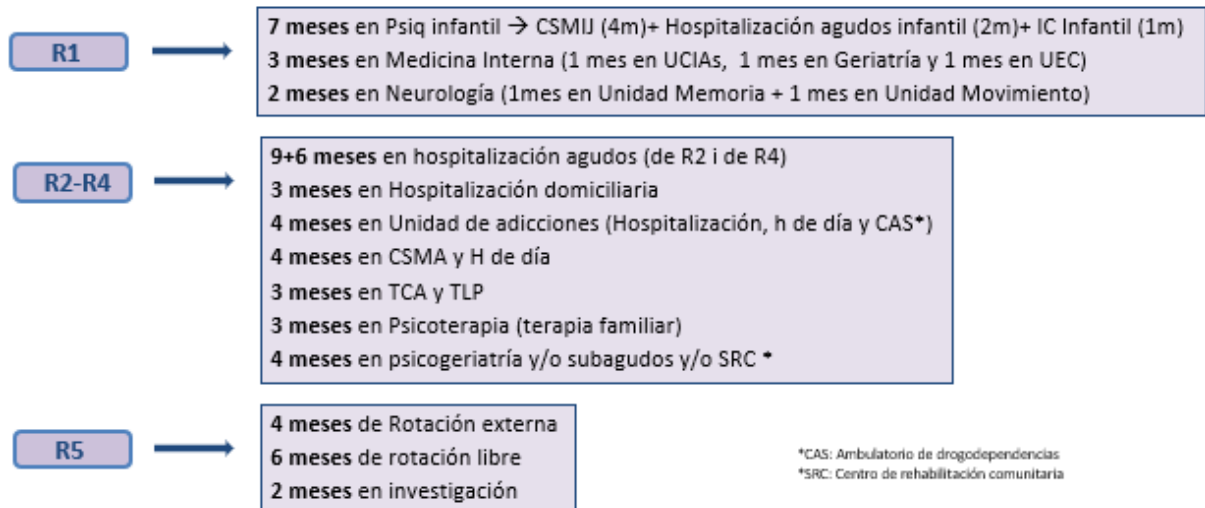 R1
7 meses en Psiq infantil → CSMIJ (4m)+ Hospitalización agudos infantil (2m)+ IC Infantil (1m)
3 meses en Medicina Interna (1 mes en UCIAs, 1 mes en Geriatría y 1 mes en UEC)
2 meses en Neurología (1mes en Unidad Memoria + 1 mes en Unidad Movimiento)
R2-R4
9+6 meses en hospitalización agudos (de R2 i de R4)
3 meses en Hospitalización domiciliaria
4 meses en Unidad de adicciones (Hospitalización, h de día y CAS*)
4 meses en CSMA y H de día
3 meses en TCA y TLP
3 meses en Psicoterapia (terapia familiar)
4 meses en psicogeriatría y/o subagudos y/o SRC *
R5
4 meses de Rotación externa
6 meses de rotación libre
2 meses en investigación
*CAS: Ambulatorio de drogodependencias
*SRC: Centro de rehabilitación comunitaria